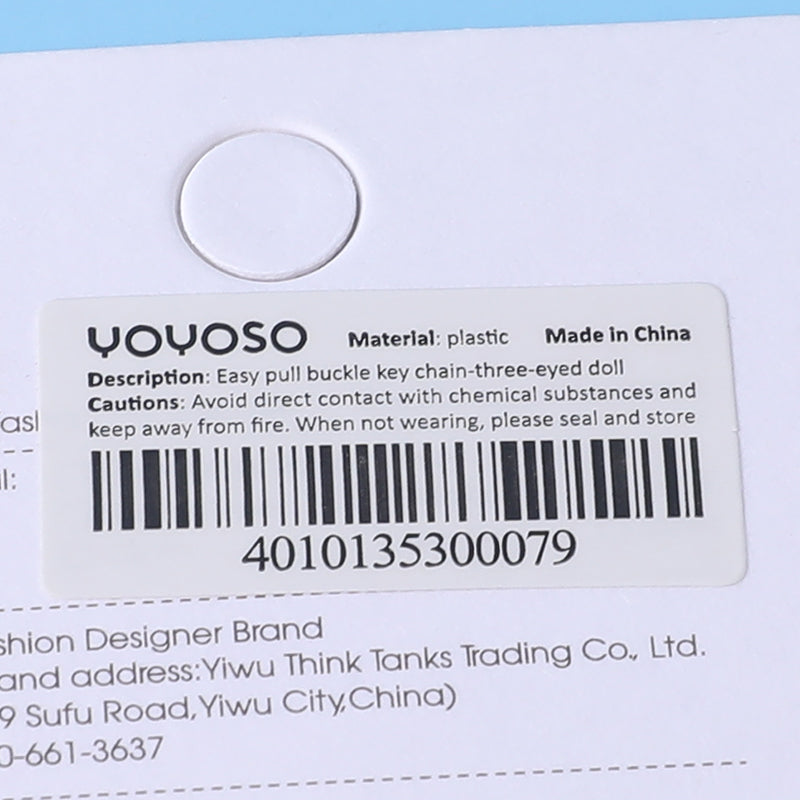 YOYOSO Material: plastic Made in China
Description: Easy pull buckle key chain-three-eyed doll
Cautions: Avoid direct contact with chemical substances and
keep away from fire. When not wearing, please seal and store
4010135300079
shion Designer Brand
and address:Yiwu Think Tanks Trading Co., Ltd.
9 Sufu Road,Yiwu City,China)
0-661-3637